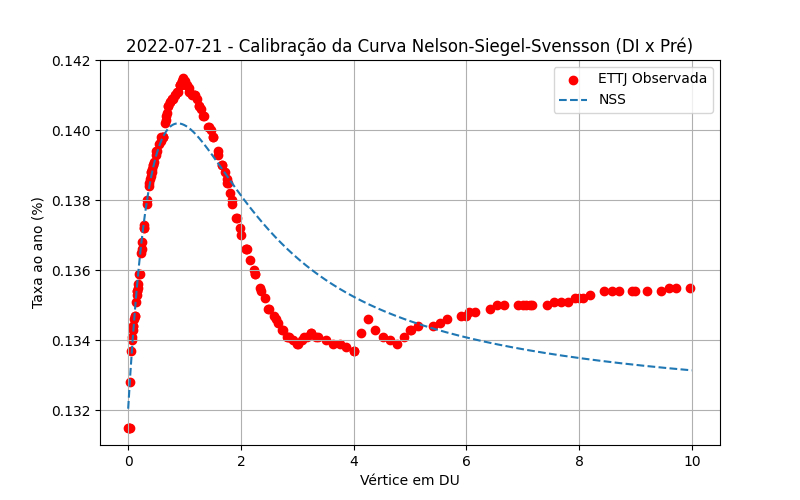 2022-07-21 - Calibração da Curva Nelson-Siegel-Svensson (DI x Pré)
0.142
0.140
0.138
0.136
0.134
0.132
Taxa ao ano (%)
ETTJ Observada
NSS
0
2
4
6
8
10
Vértice em DU